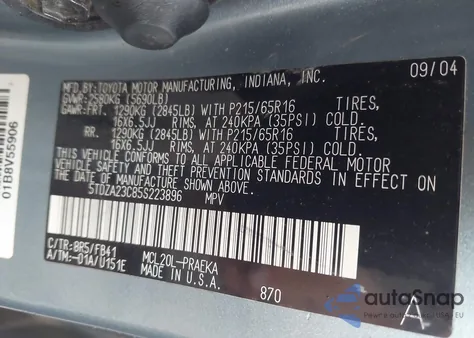 MFD.BY:TOYOTA MOTOR MANUFACTURING, INDIANA, INC. 09/04
GVWR:2580KG (5690LB)
GAWR:FRT. 1290KG (2845LB) WITH P215/65R16 TIRES,
16X6.5JJ RIMS, AT 240KPA (35PSI) COLD.
RR. 1290KG (2845LB) WITH P215/65R16 TIRES,
16X6.5JJ RIMS, AT 240KPA (35PSI) COLD.
THIS VEHICLE CONFORMS TO ALL APPLICABLE FEDERAL MOTOR
VEHICLE SAFETY AND THEFT PREVENTION STANDARDS IN EFFECT ON
THE DATE OF MANUFACTURE SHOWN ABOVE.
5TDZA23C85S223896 MPV
C/TR:8R5/FB41 MCL20L-PRAEKA
A/TM:-01A/U151E MADE IN U.S.A.
870
A
01B8V55906
autoSnap